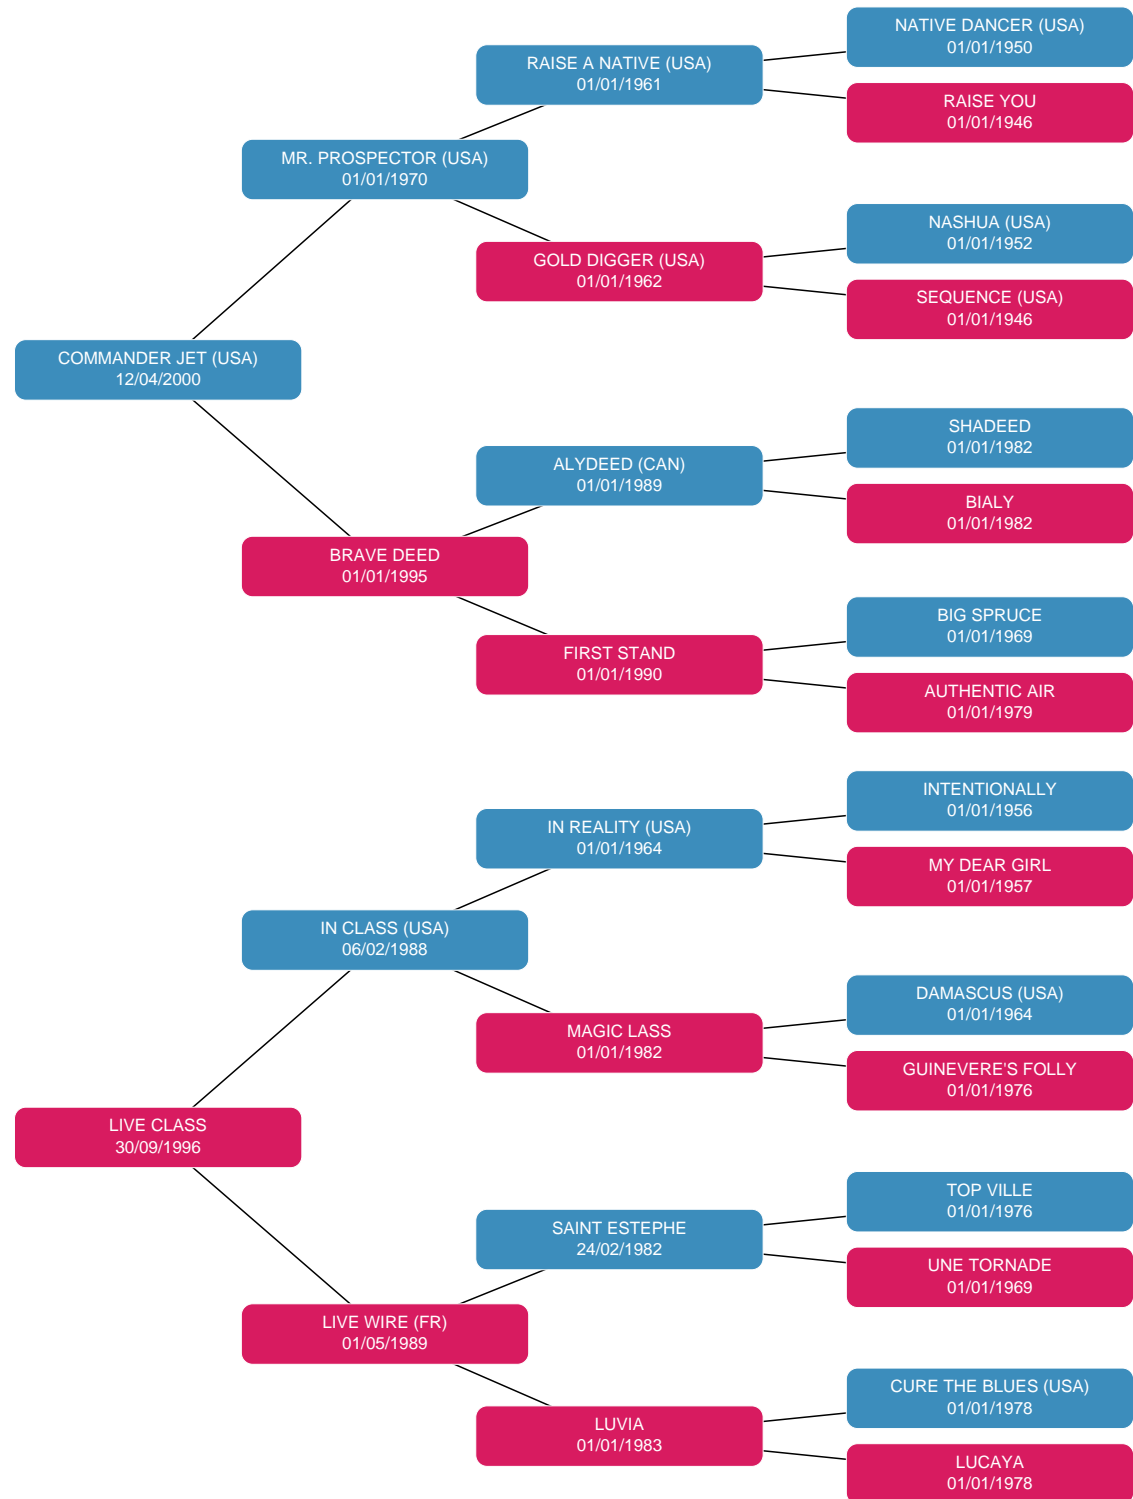 NATIVE DANCER (USA)
01/01/1950
RAISE A NATIVE (USA)
01/01/1961
RAISE YOU
01/01/1946
MR. PROSPECTOR (USA)
01/01/1970
NASHUA (USA)
01/01/1952
GOLD DIGGER (USA)
01/01/1962
SEQUENCE (USA)
01/01/1946
COMMANDER JET (USA)
12/04/2000
SHADEED
01/01/1982
ALYDEED (CAN)
01/01/1989
BIALY
01/01/1982
BRAVE DEED
01/01/1995
BIG SPRUCE
01/01/1969
FIRST STAND
01/01/1990
AUTHENTIC AIR
01/01/1979
INTENTIONALLY
01/01/1956
IN REALITY (USA)
01/01/1964
MY DEAR GIRL
01/01/1957
IN CLASS (USA)
06/02/1988
DAMASCUS (USA)
01/01/1964
MAGIC LASS
01/01/1982
GUINEVERE'S FOLLY
01/01/1976
LIVE CLASS
30/09/1996
TOP VILLE
01/01/1976
SAINT ESTEPHE
24/02/1982
UNE TORNADE
01/01/1969
LIVE WIRE (FR)
01/05/1989
CURE THE BLUES (USA)
01/01/1978
LUVIA
01/01/1983
LUCAYA
01/01/1978